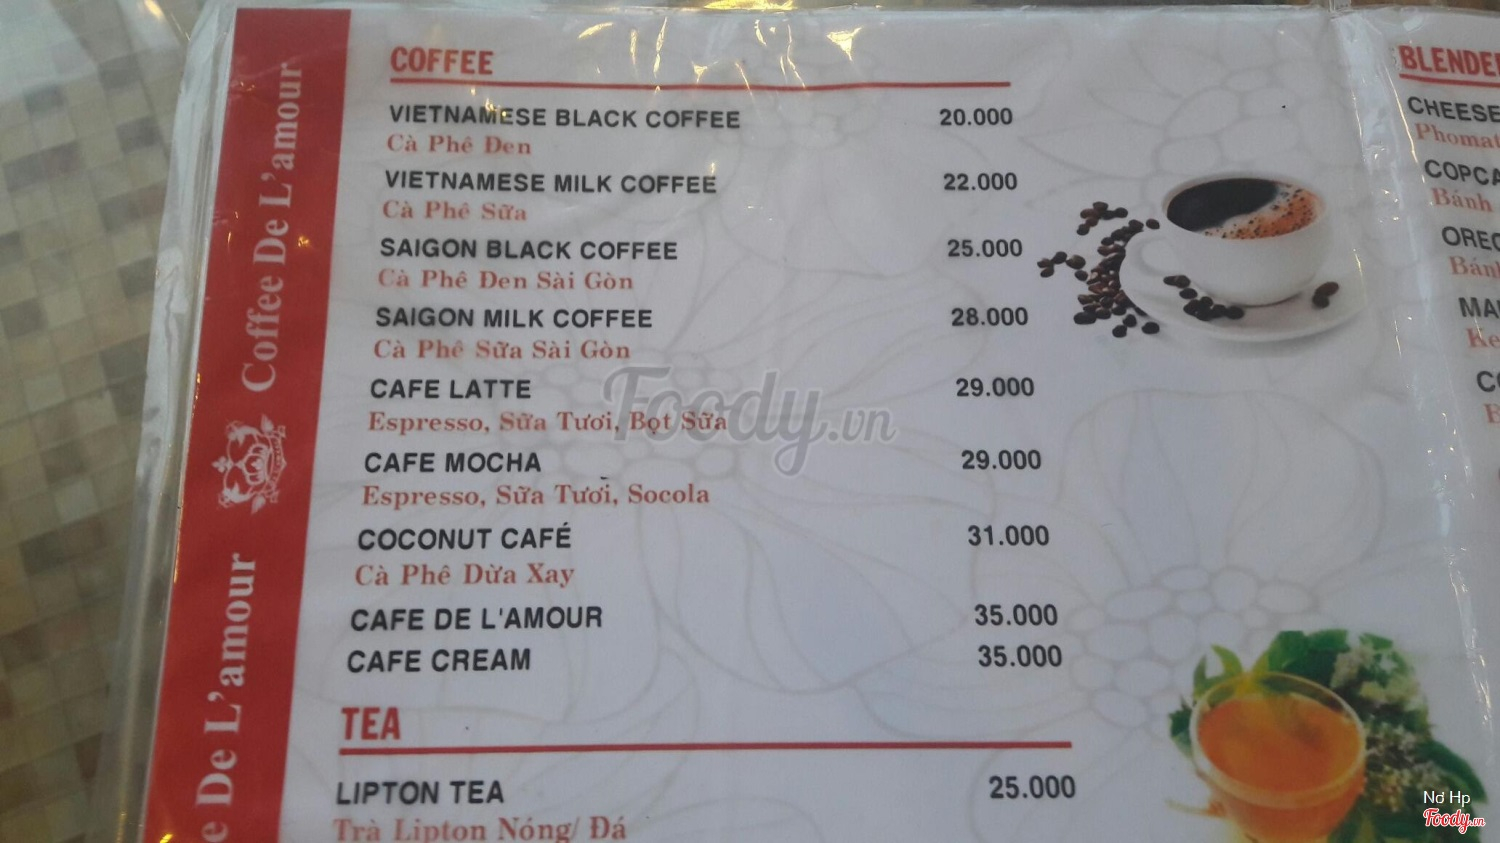 COFFEE
VIETNAMESE BLACK COFFEE 20.000
Cà Phê Đen
VIETNAMESE MILK COFFEE 22.000
Cà Phê Sữa
SAIGON BLACK COFFEE 25.000
Cà Phê Đen Sài Gòn
SAIGON MILK COFFEE 28.000
Cà Phê Sữa Sài Gòn
CAFE LATTE 29.000
Espresso, Sữa Tươi, Bọt Sữa
CAFE MOCHA 29.000
Espresso, Sữa Tươi, Socola
COCONUT CAFÉ 31.000
Cà Phê Dừa Xay
CAFE DE L'AMOUR 35.000
CAFE CREAM 35.000
TEA
LIPTON TEA 25.000
Trà Lipton Nóng/ Đá
Coffee De L'amour
De L'amour
CHEESE
Bánh
Foody.vn
Nơ Hp
Foody.vn